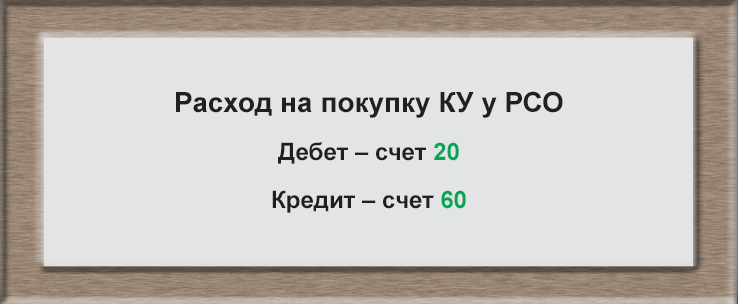 Расход на покупку КУ у РСО
Дебет – счет 20
Кредит – счет 60